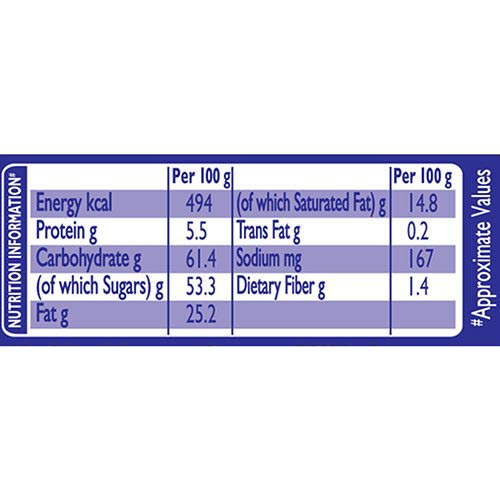 NUTRITION INFORMATION#
Per 100 g Per 100 g
Energy kcal 494 (of which Saturated Fat) g 14.8
Protein g 5.5 Trans Fat g 0.2
Carbohydrate g 61.4 Sodium mg 167
(of which Sugars) g 53.3 Dietary Fiber g 1.4
Fat g 25.2
#Approximate Values